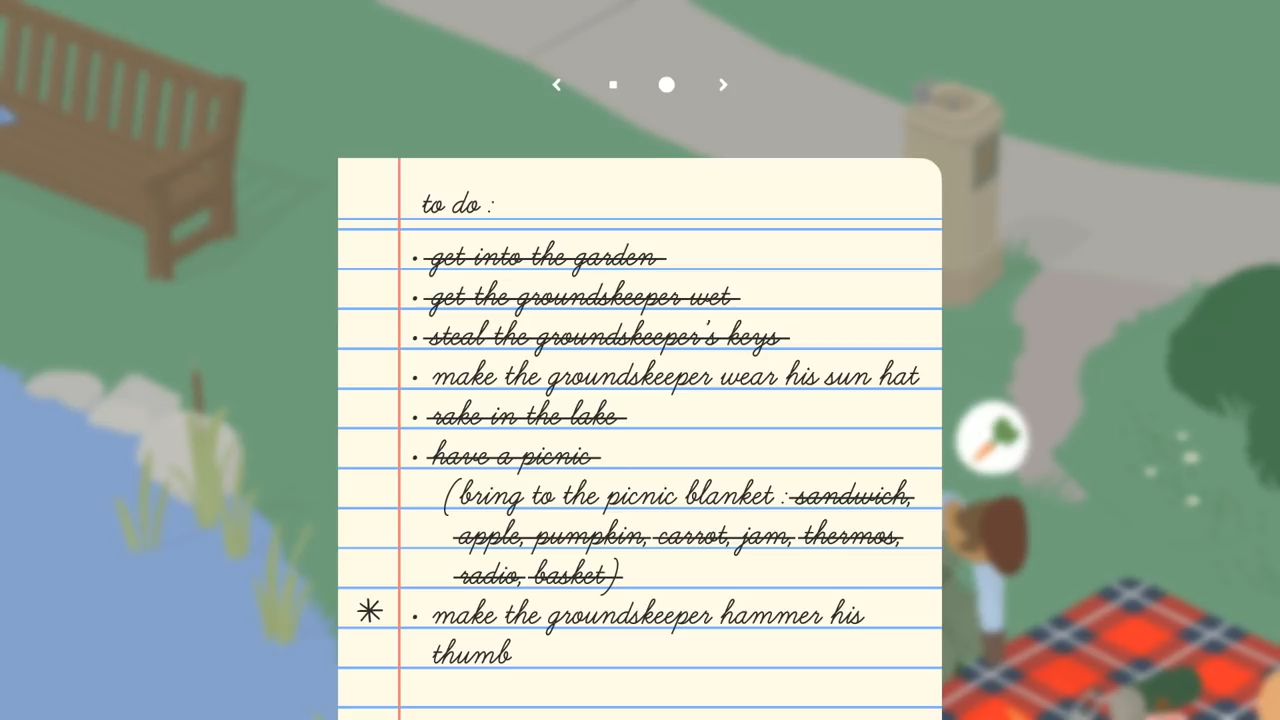 to do :
• get into the garden
• get the groundskeeper wet
• steal the groundskeeper's keys
• make the groundskeeper wear his sun hat
• rake in the lake
• have a picnic
(bring to the picnic blanket : sandwich,
apple, pumpkin, carrot, jam, thermos,
radio, basket)
• make the groundskeeper hammer his
thumb